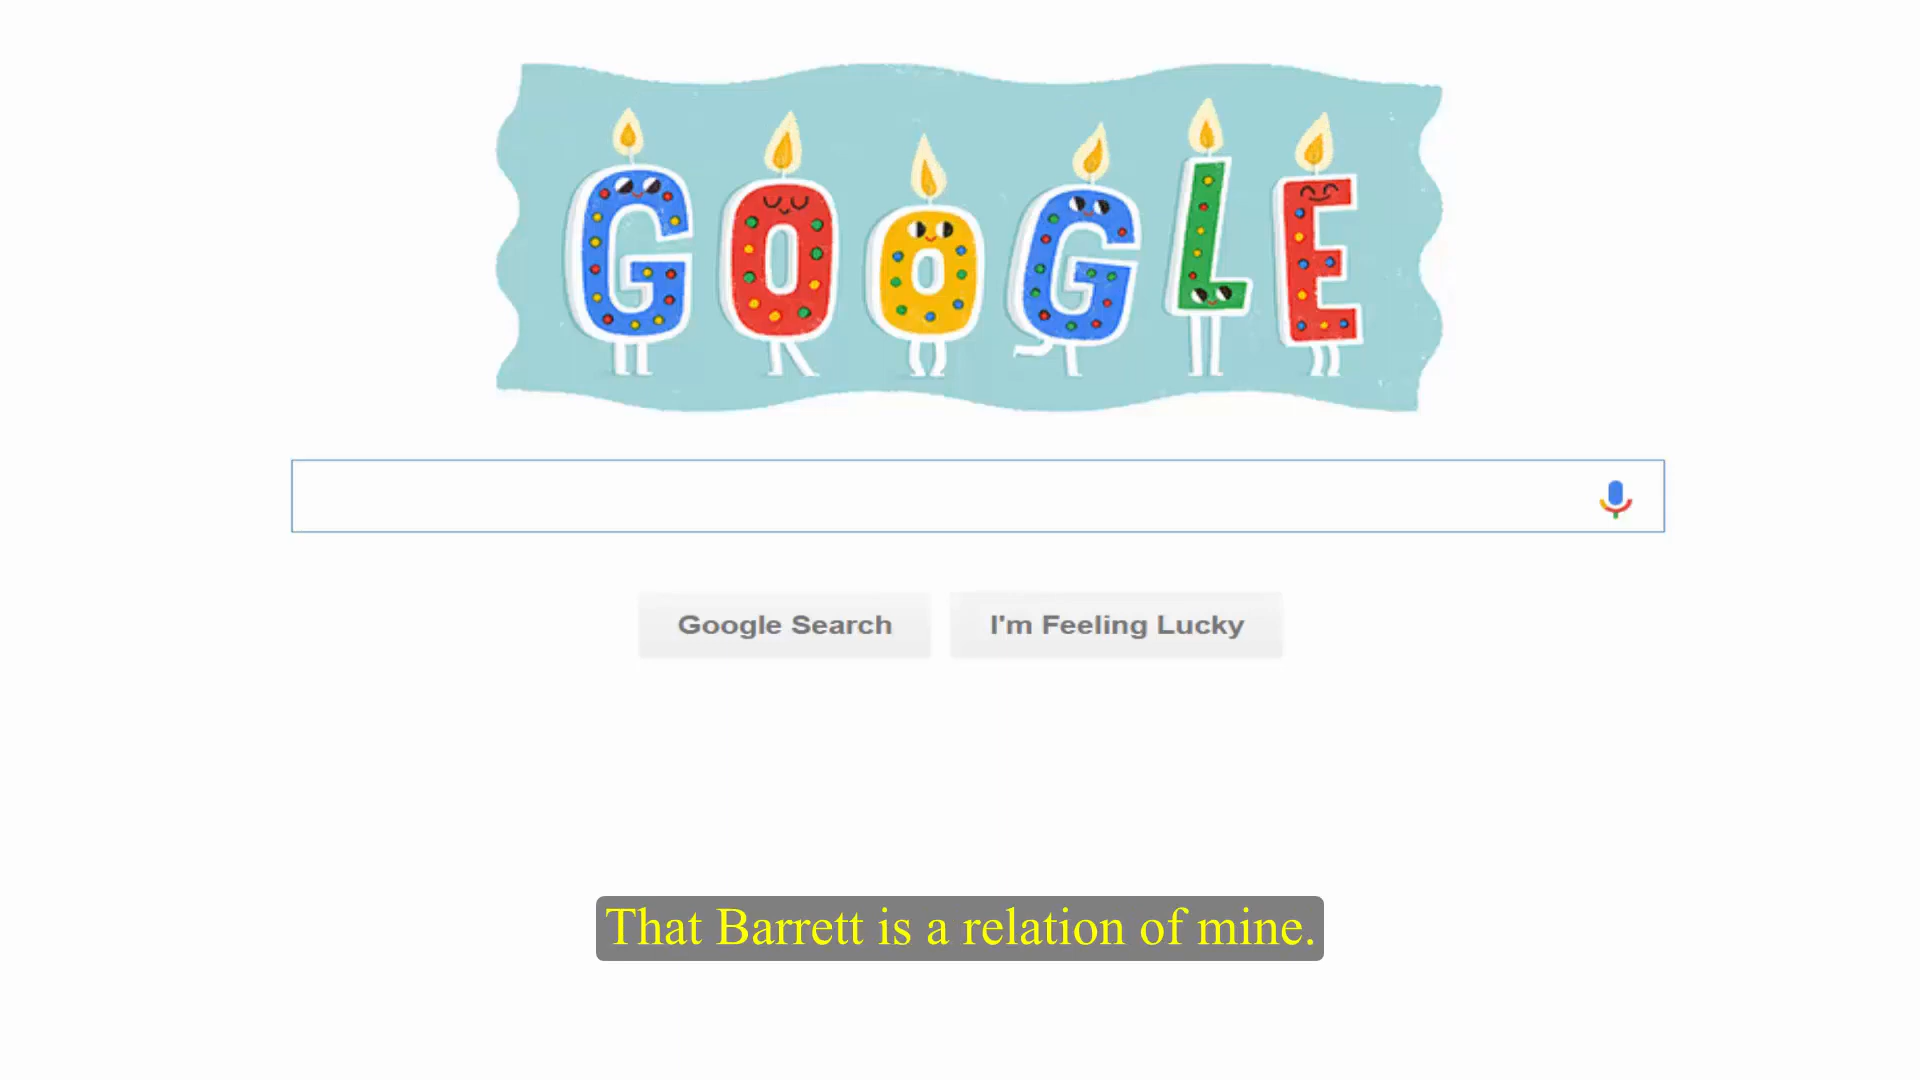 GOOGLE
Google Search
I'm Feeling Lucky
That Barrett is a relation of mine.